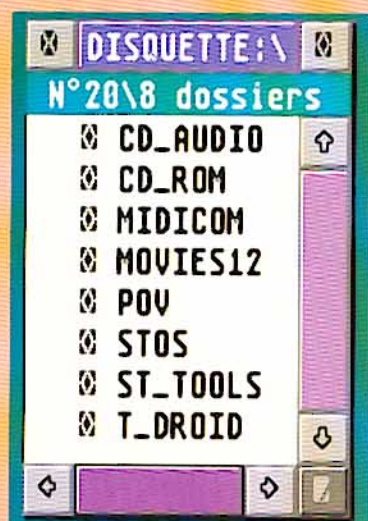 DISQUETTE:\
N°20\8 dossiers
CD_AUDIO
CD_ROM
MIDICOM
MOVIES12
POV
STOS
ST_TOOLS
T_DROID